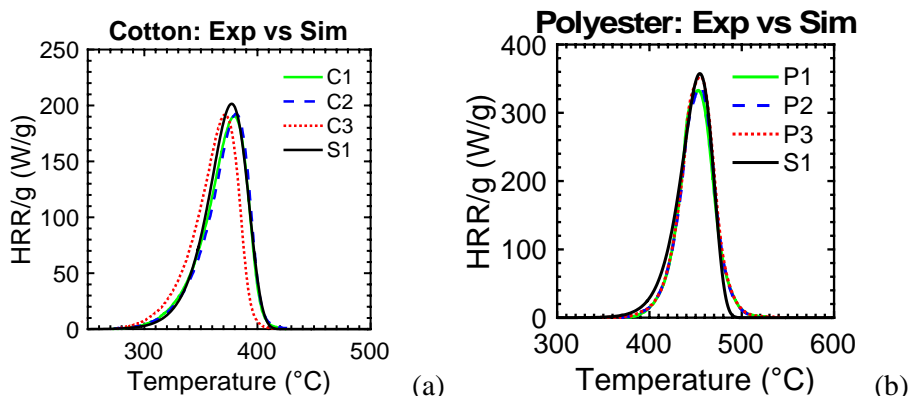 Cotton: Exp vs Sim
HRR/g (W/g)
250
200
150
100
50
0
300
400
500
Temperature (°C)
C1
C2
C3
S1
(a)
Polyester: Exp vs Sim
HRR/g (W/g)
400
300
200
100
0
300
400
500
600
Temperature (°C)
P1
P2
P3
S1
(b)